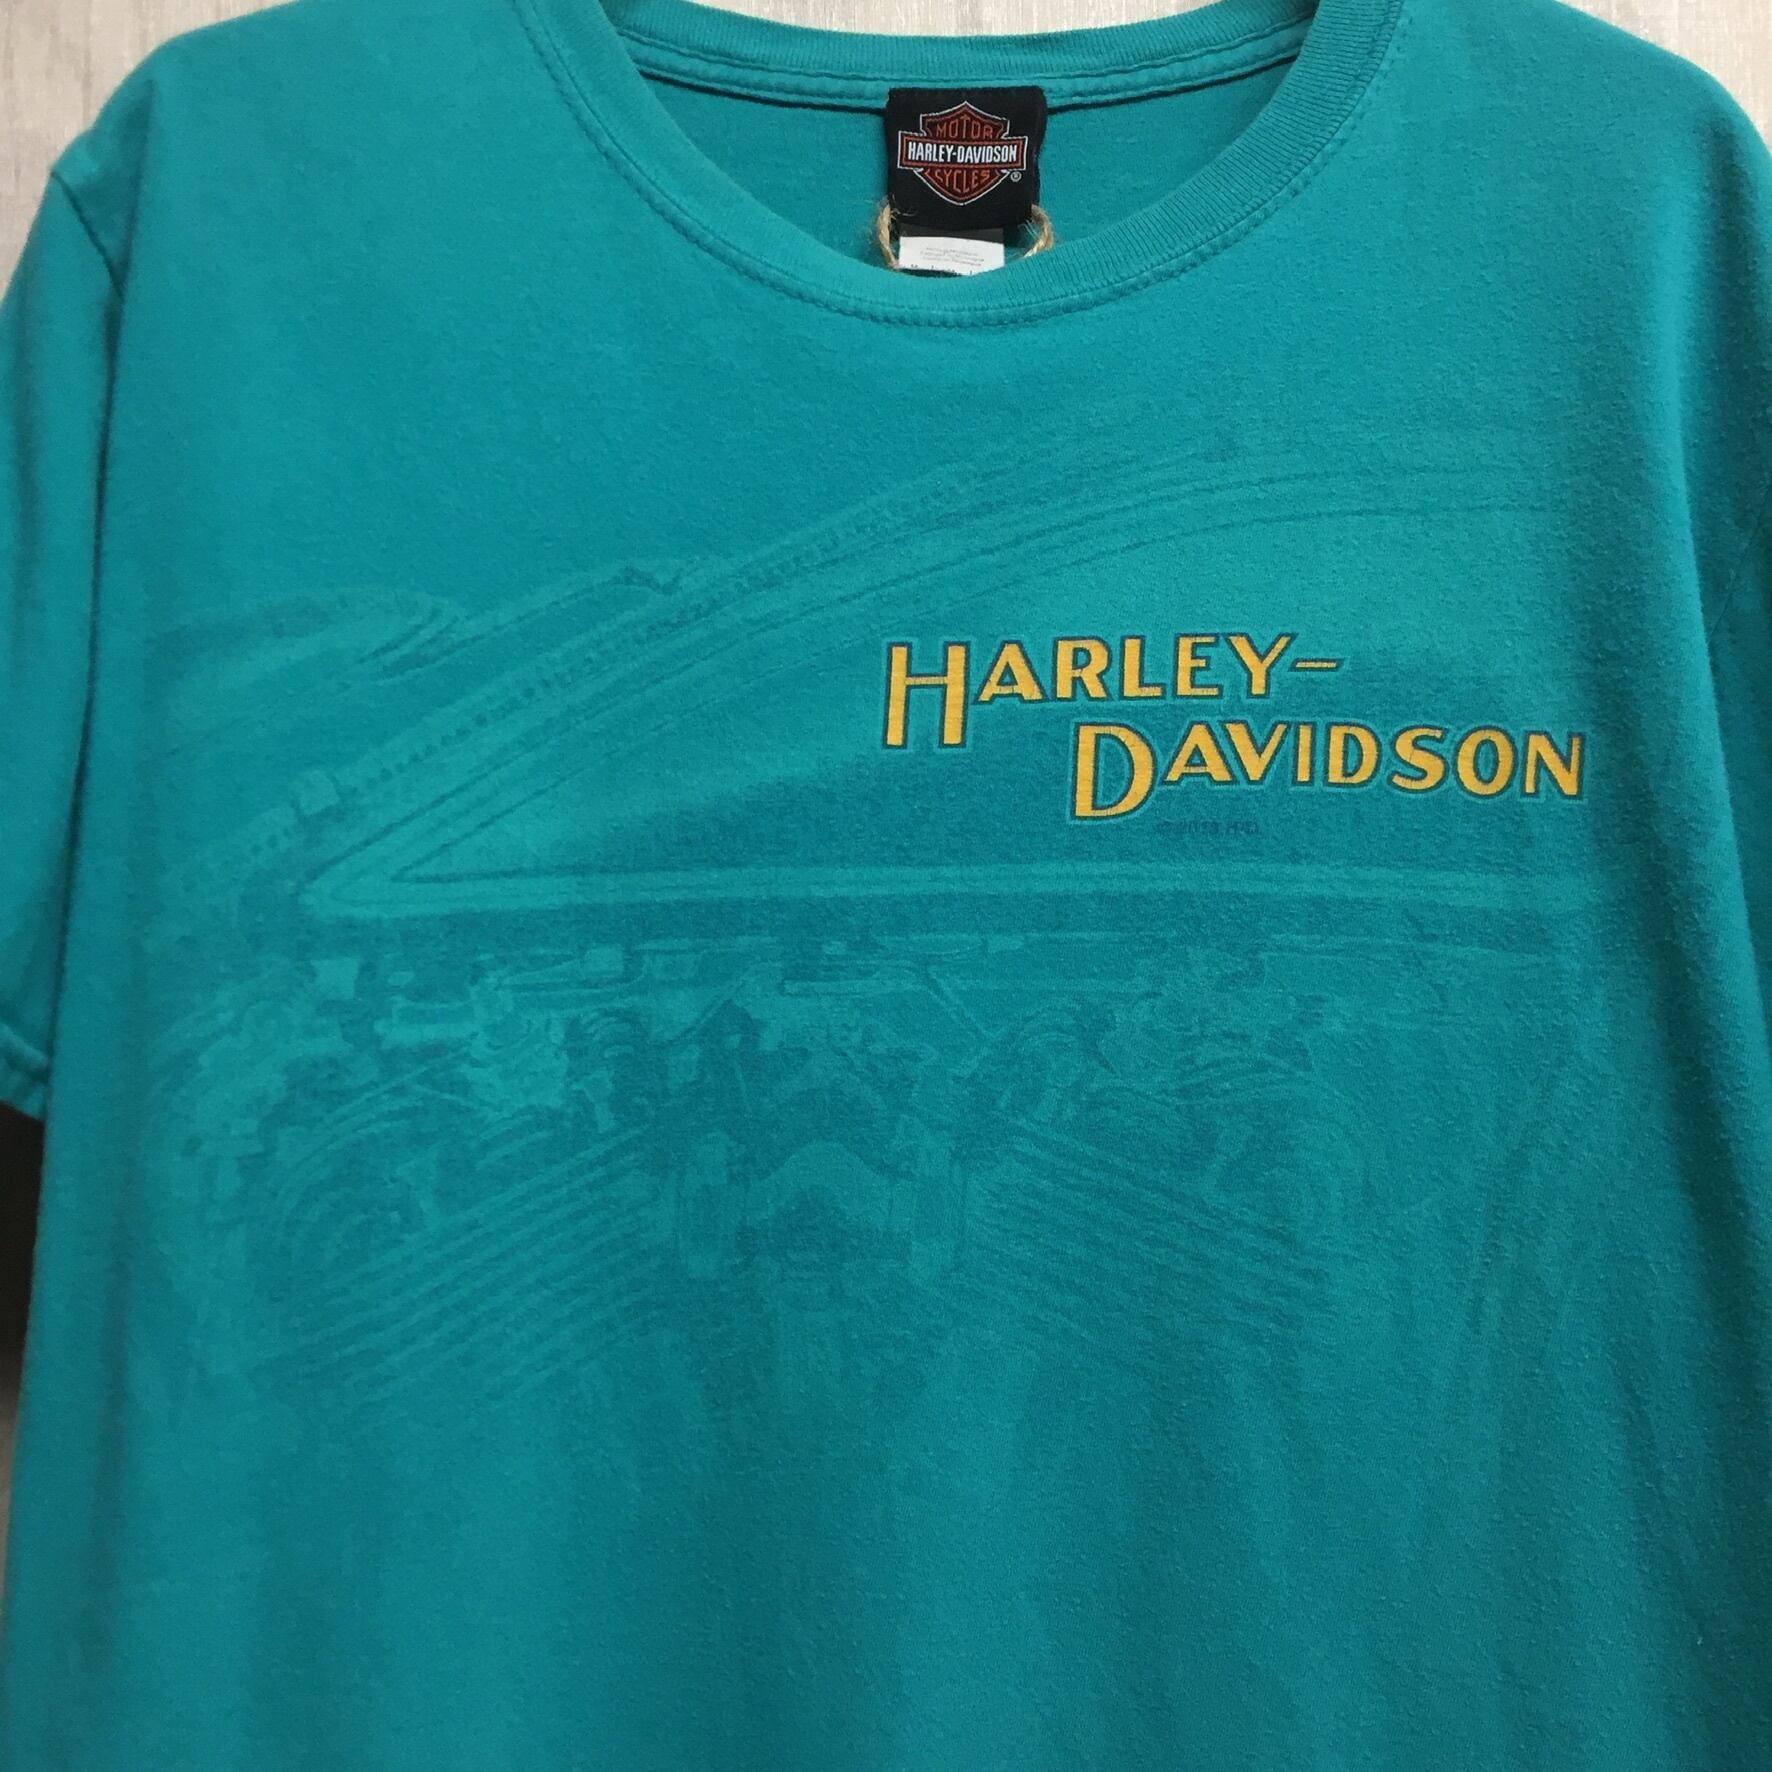 MOTOR
HARLEY-DAVIDSON
CYCLES
®
HARLEY-
DAVIDSON